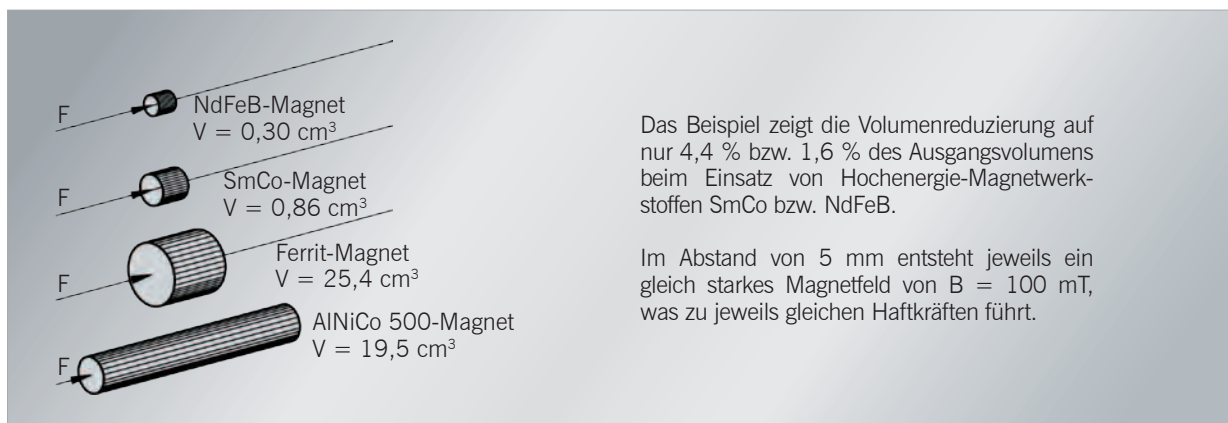 F
NdFeB-Magnet
V = 0,30 cm³
F
SmCo-Magnet
V = 0,86 cm³
F
Ferrit-Magnet
V = 25,4 cm³
F
AlNiCo 500-Magnet
V = 19,5 cm³
Das Beispiel zeigt die Volumenreduzierung auf
nur 4,4 % bzw. 1,6 % des Ausgangsvolumens
beim Einsatz von Hochenergie-Magnetwerk-
stoffen SmCo bzw. NdFeB.
Im Abstand von 5 mm entsteht jeweils ein
gleich starkes Magnetfeld von B = 100 mT,
was zu jeweils gleichen Haftkräften führt.